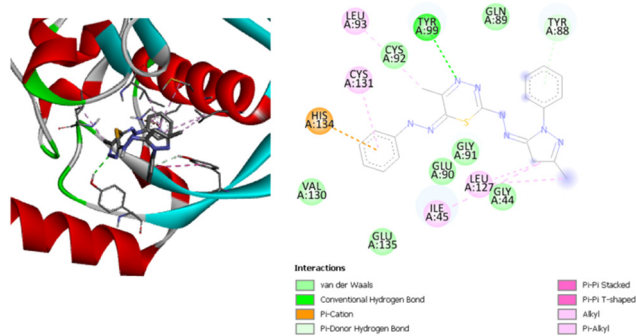 LEU
A:93
TYR
A:99
GLN
A:89
TYR
A:88
CYS
A:92
CYS
A:131
HIS
A:134
N
N
N
N
N
S
N
N
N
GLY
A:91
GLU
A:90
LEU
A:127
GLY
A:44
VAL
A:130
ILE
A:45
GLU
A:135
Interactions
van der Waals
Conventional Hydrogen Bond
Pi-Cation
Pi-Donor Hydrogen Bond
Pi-Pi Stacked
Pi-Pi T-shaped
Alkyl
Pi-Alkyl